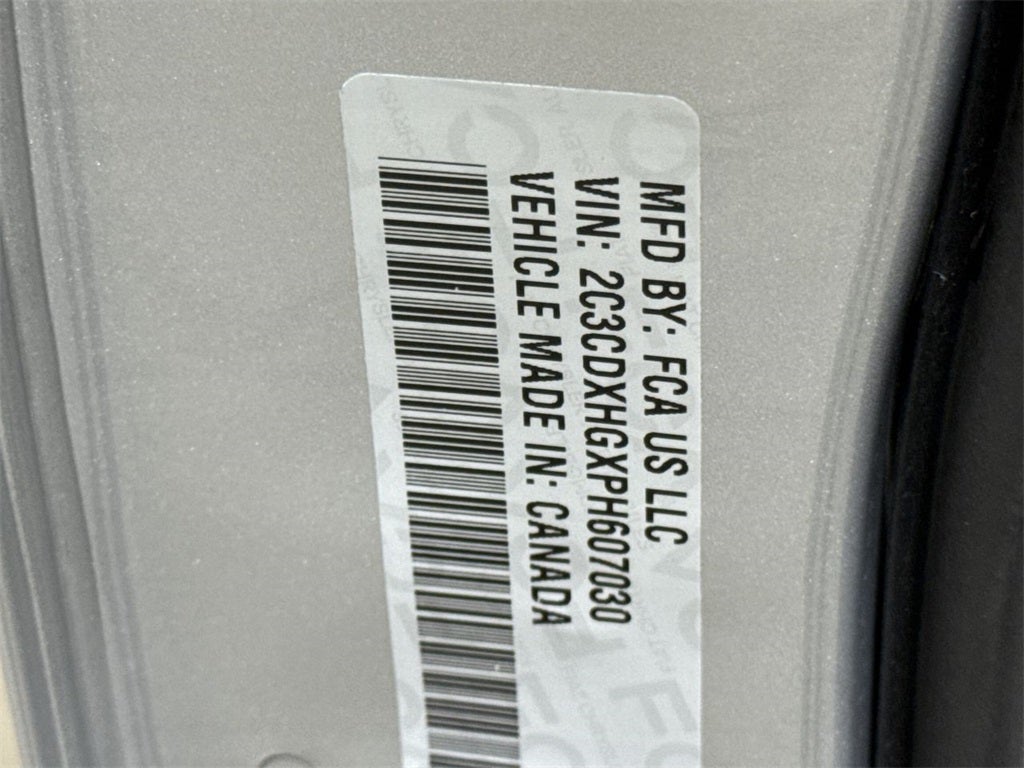 MFD BY: FCA US LLC
VIN: 2C3CDXHGXPH607030
VEHICLE MADE IN: CANADA